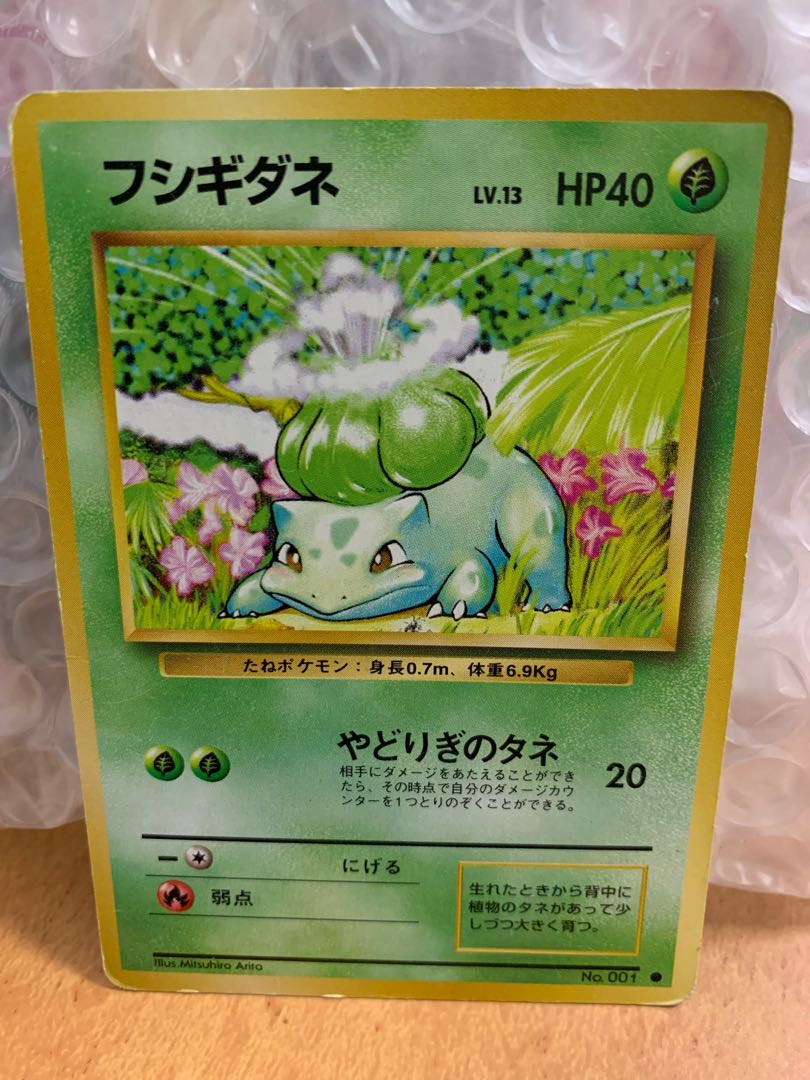 フシギダネ LV.13 HP40
たねポケモン：身長0.7m、体重6.9Kg
やどりぎのタネ 20
相手にダメージをあたえることができ
たら、その時点で自分のダメージカウ
ンターを1つとりのぞくことができる。
ー にげる
弱点
生れたときから背中に
植物のタネがあって少
しづつ大きく育つ。
Illus.Mitsuhiro Arita
No. 001 ●